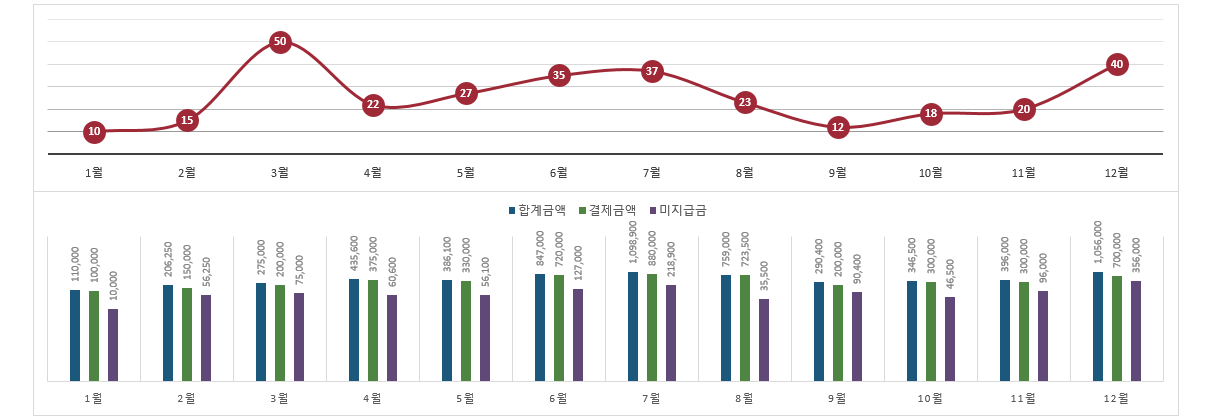 10 15 50 22 27 35 37 23 12 18 20 40
1월 2월 3월 4월 5월 6월 7월 8월 9월 10월 11월 12월
합계금액 결제금액 미지급금
110,000 100,000 10,000 206,250 150,000 56,250 275,000 200,000 75,000 435,600 375,000 60,600 386,100 330,000 56,100 847,000 720,000 127,000 1,098,900 880,000 218,900 759,000 723,500 35,500 290,400 200,000 90,400 346,500 300,000 46,500 396,000 300,000 96,000 1,056,000 700,000 356,000
1월 2월 3월 4월 5월 6월 7월 8월 9월 10월 11월 12월